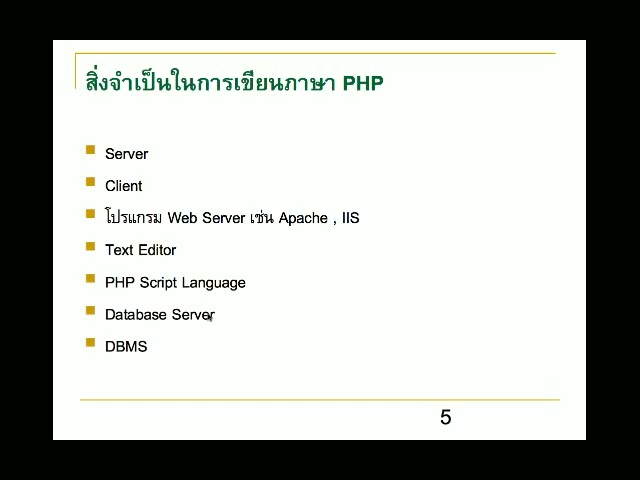 สิ่งจำเป็นในการเขียนภาษา PHP
Server
Client
โปรแกรม Web Server เช่น Apache , IIS
Text Editor
PHP Script Language
Database Server
DBMS
5